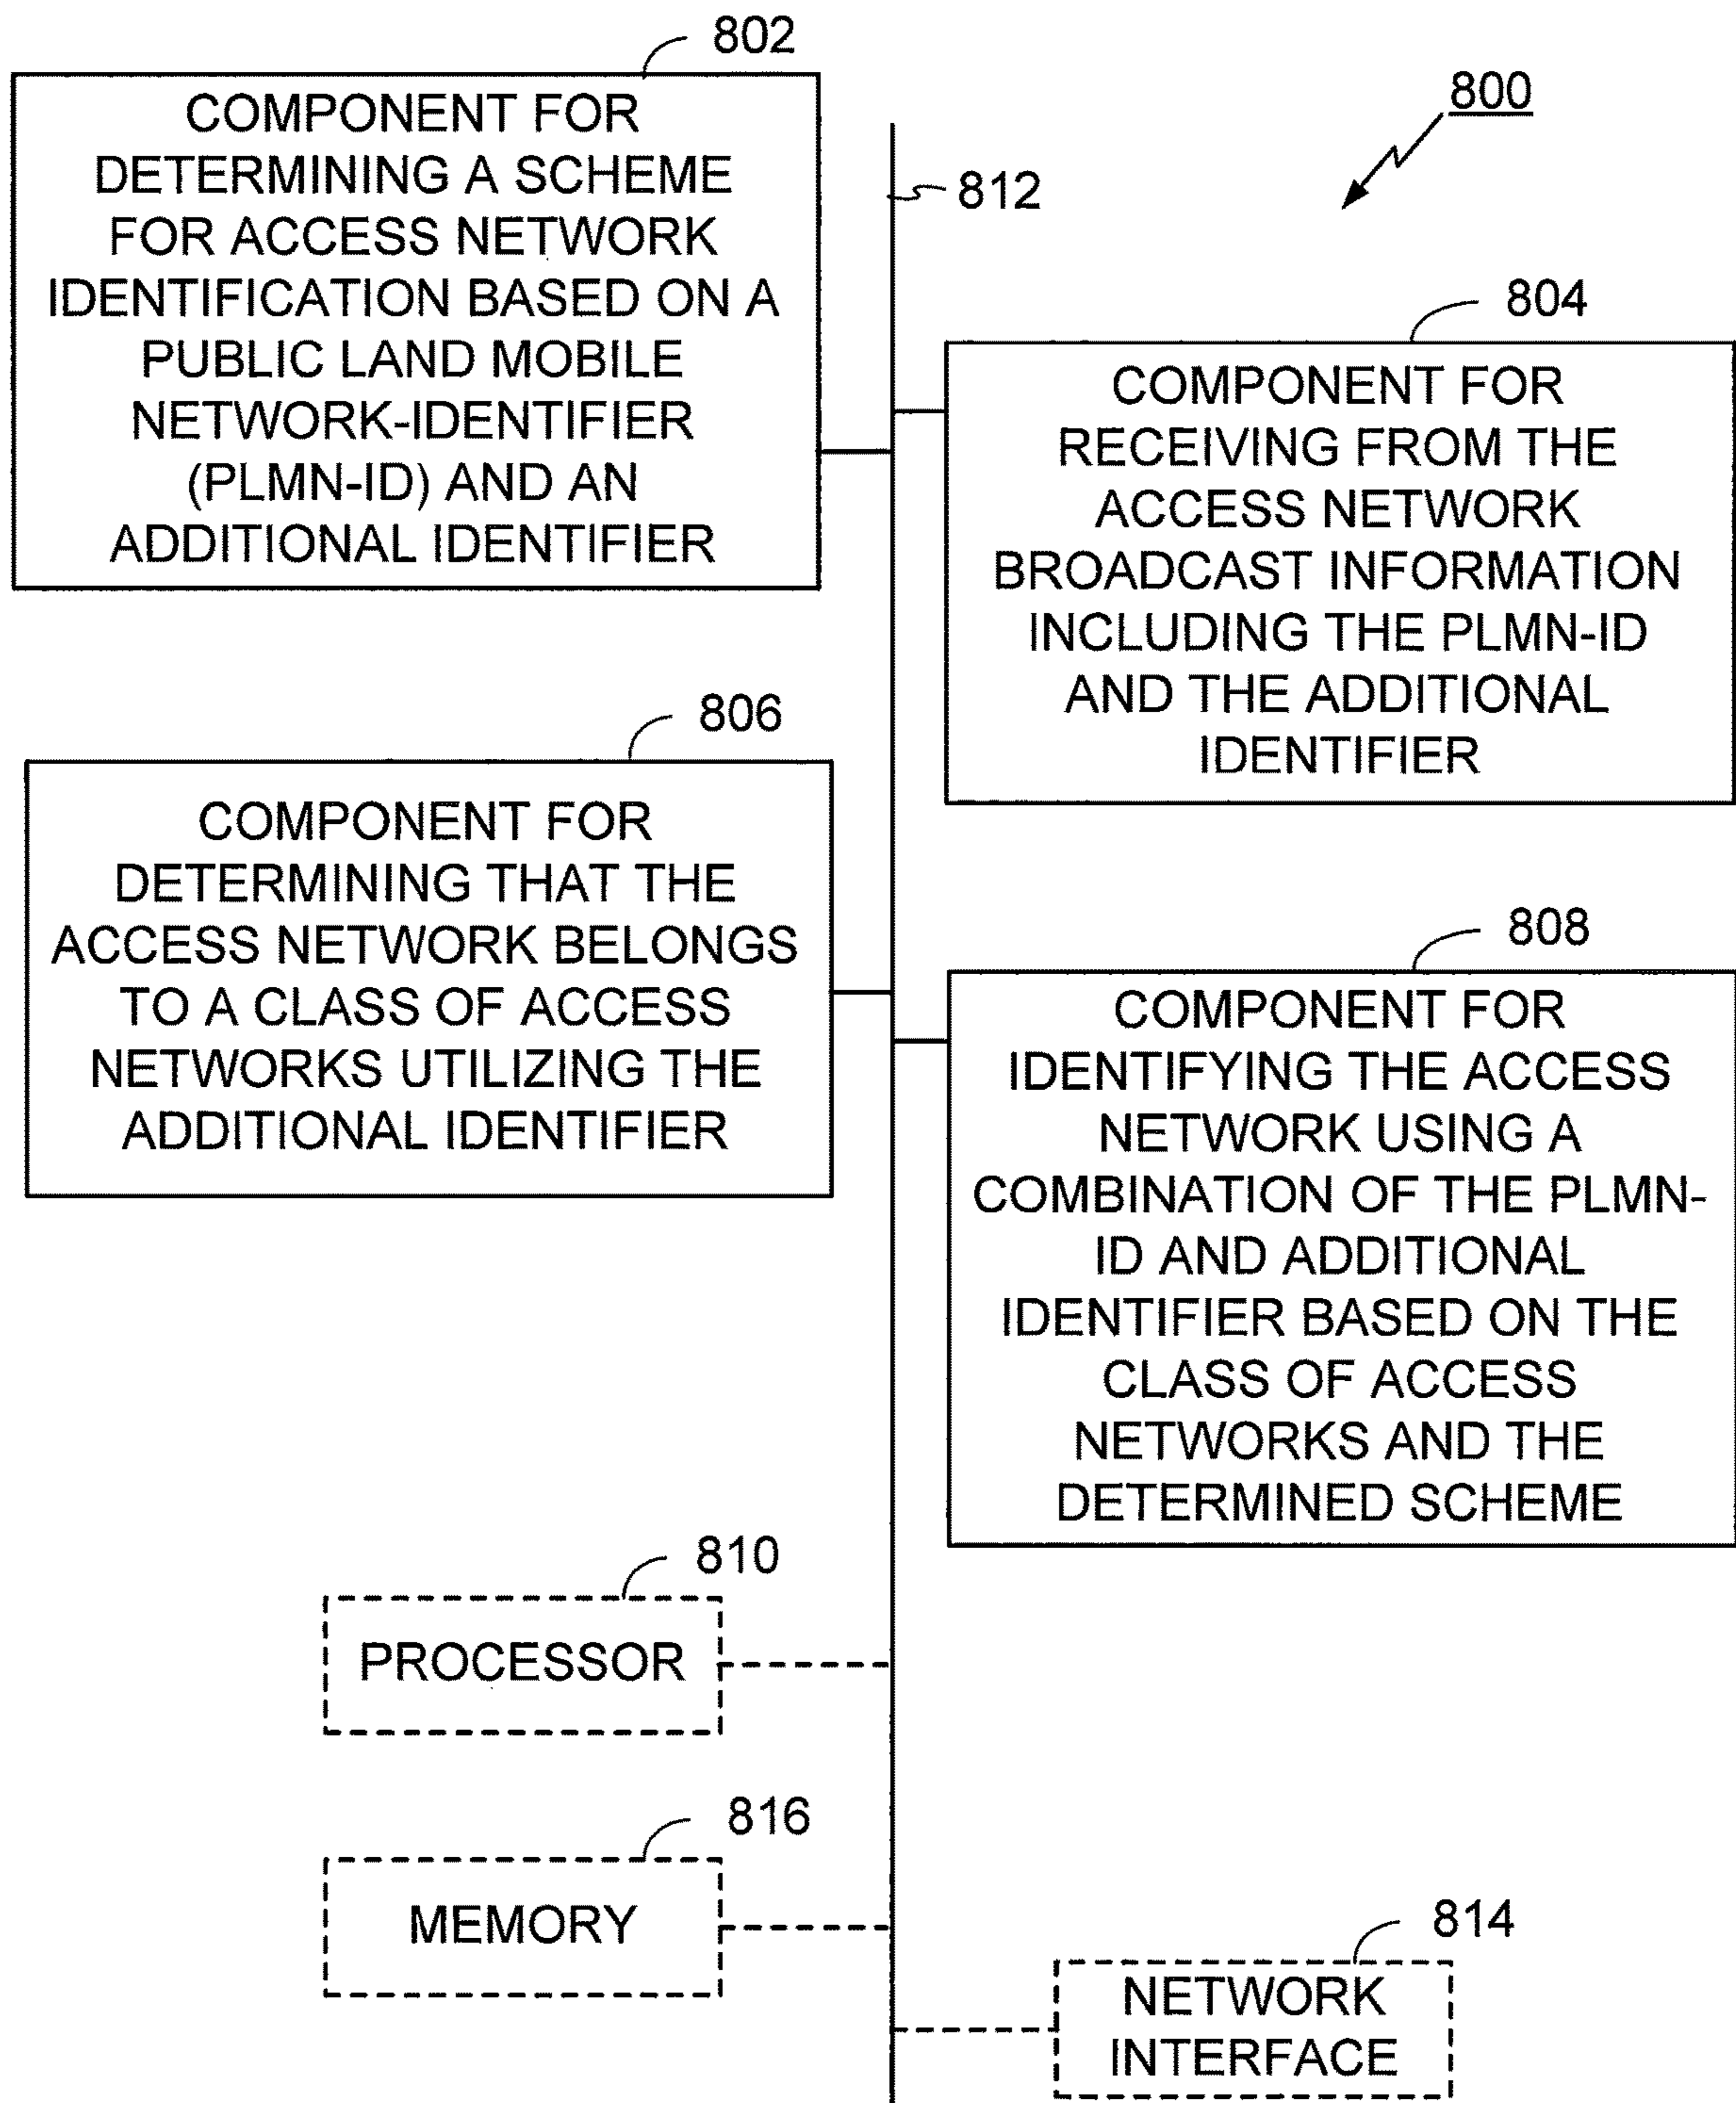 802
COMPONENT FOR
DETERMINING A SCHEME
FOR ACCESS NETWORK
IDENTIFICATION BASED ON A
PUBLIC LAND MOBILE
NETWORK-IDENTIFIER
(PLMN-ID) AND AN
ADDITIONAL IDENTIFIER
800
812
804
COMPONENT FOR
RECEIVING FROM THE
ACCESS NETWORK
BROADCAST INFORMATION
INCLUDING THE PLMN-ID
AND THE ADDITIONAL
IDENTIFIER
806
COMPONENT FOR
DETERMINING THAT THE
ACCESS NETWORK BELONGS
TO A CLASS OF ACCESS
NETWORKS UTILIZING THE
ADDITIONAL IDENTIFIER
808
COMPONENT FOR
IDENTIFYING THE ACCESS
NETWORK USING A
COMBINATION OF THE PLMN-
ID AND ADDITIONAL
IDENTIFIER BASED ON THE
CLASS OF ACCESS
NETWORKS AND THE
DETERMINED SCHEME
810
PROCESSOR
816
MEMORY
814
NETWORK
INTERFACE